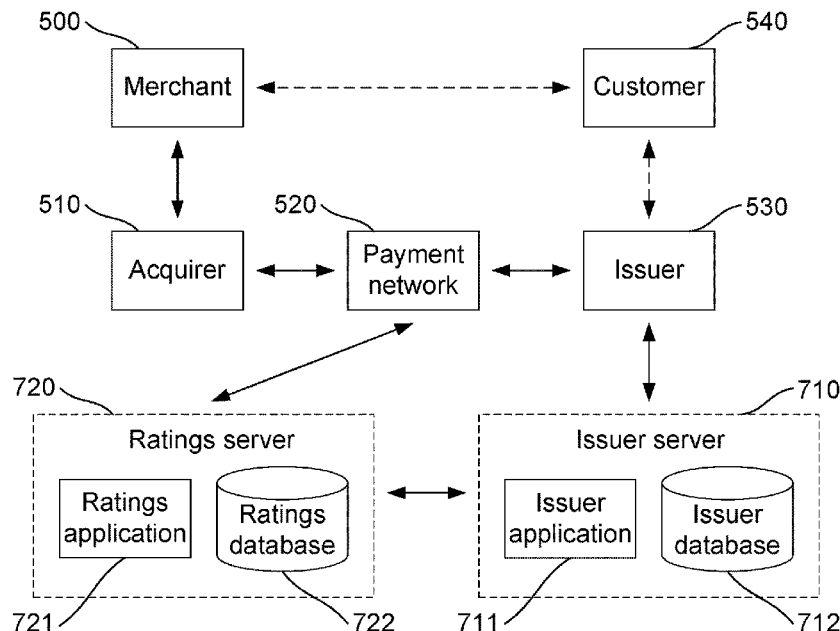 500
540
Merchant
Customer
510
520
530
Acquirer
Payment
network
Issuer
720
710
Ratings server
Issuer server
Ratings
application
Ratings
database
Issuer
application
Issuer
database
721
722
711
712